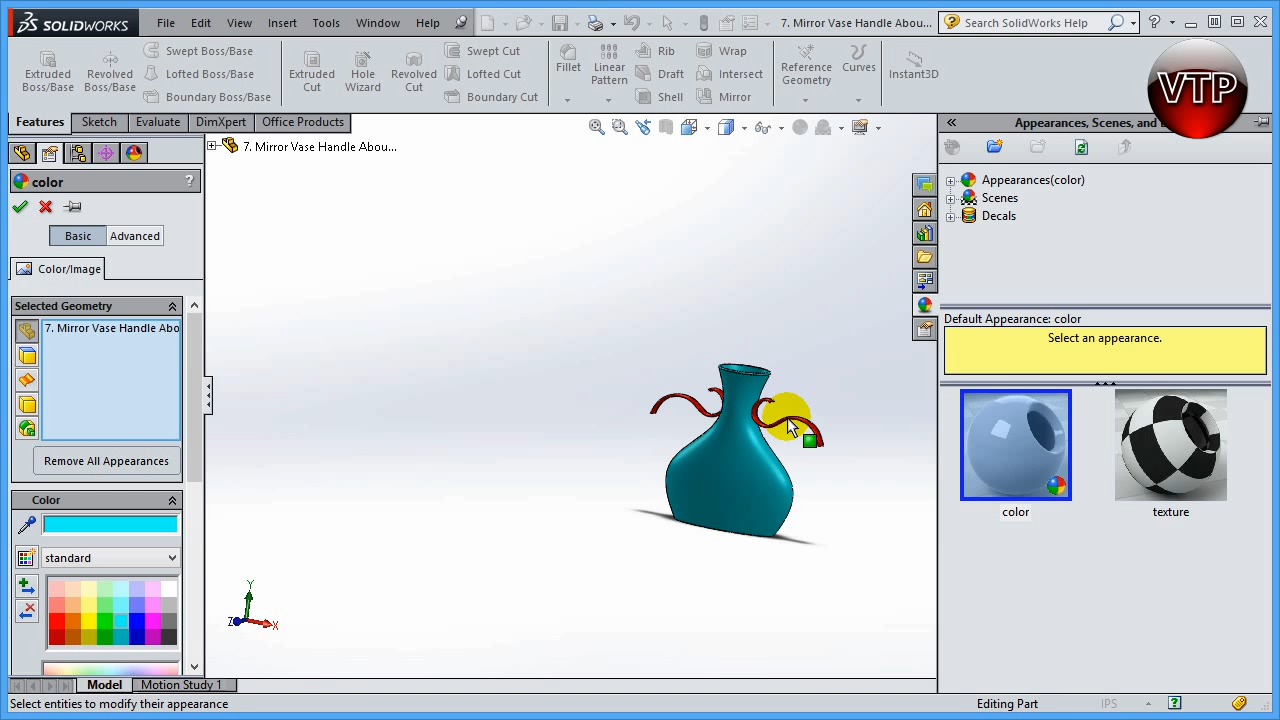 SOLIDWORKS File Edit View Insert Tools Window Help 7. Mirror Vase Handle Abou... Search SolidWorks Help
Extruded Boss/Base Revolved Boss/Base Swept Boss/Base Lofted Boss/Base Boundary Boss/Base
Extruded Cut Hole Wizard Revolved Cut Swept Cut Lofted Cut Boundary Cut
Fillet Linear Pattern Rib Draft Shell Wrap Intersect Mirror
Reference Geometry Curves Instant3D
VTP
Features Sketch Evaluate DimXpert Office Products
7. Mirror Vase Handle Abou...
color ?
Basic Advanced
Color/Image
Selected Geometry
7. Mirror Vase Handle Abo
Remove All Appearances
Color
standard
Y
Z X
Appearances, Scenes, and
Appearances(color)
Scenes
Decals
Default Appearance: color
Select an appearance.
color texture
Model Motion Study 1
Select entities to modify their appearance Editing Part IPS ?